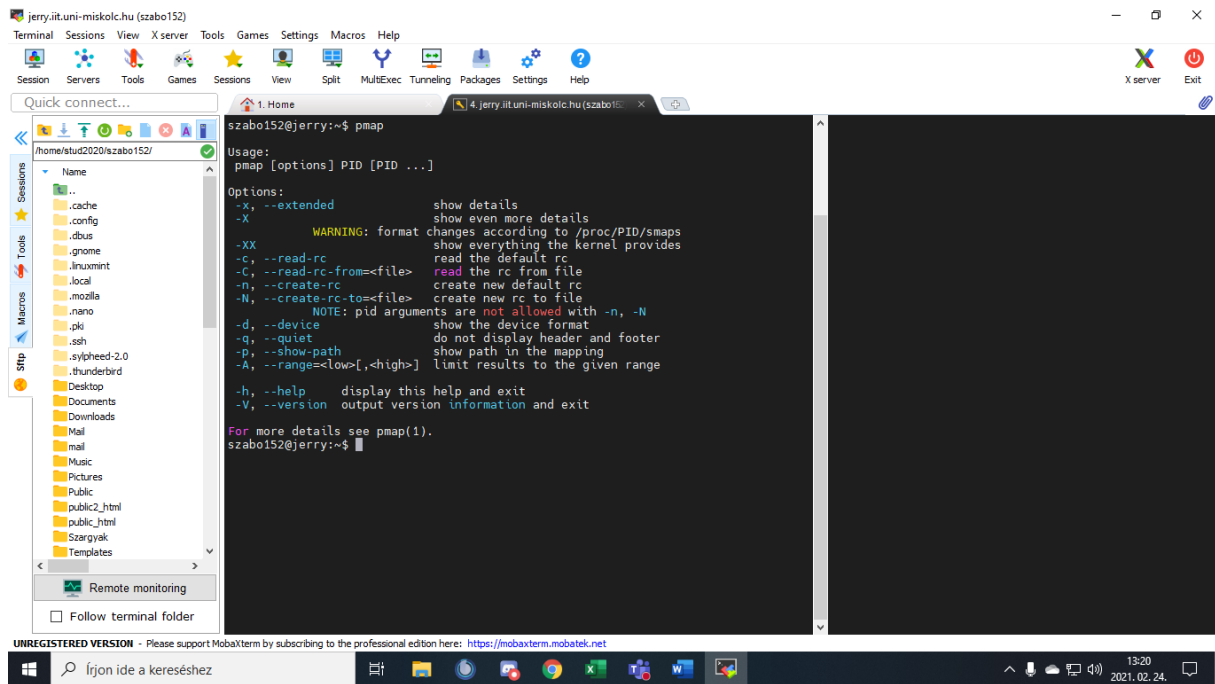 jerry.iit.uni-miskolc.hu (szabo152)
Terminal Sessions View X server Tools Games Settings Macros Help
Session Servers Tools Games Sessions View Split MultiExec Tunneling Packages Settings Help X server Exit
Quick connect...
1. Home
4. jerry.iit.uni-miskolc.hu (szabo15
/home/stud2020/szabo152/
Name
..
.cache
.config
.dbus
.gnome
.linuxmint
.local
.mozilla
.nano
.pki
.ssh
.sylpheed-2.0
.thunderbird
Desktop
Documents
Downloads
Mail
mail
Music
Pictures
Public
public2_html
public_html
Szargyak
Templates
Sessions
Tools
Macros
Sftp
Remote monitoring
Follow terminal folder
szabo152@jerry:~$ pmap
Usage:
pmap [options] PID [PID ...]
Options:
-x, --extended show details
-X show even more details
WARNING: format changes according to /proc/PID/smaps
-XX show everything the kernel provides
-c, --read-rc read the default rc
-C, --read-rc-from=<file> read the rc from file
-n, --create-rc create new default rc
-N, --create-rc-to=<file> create new rc to file
NOTE: pid arguments are not allowed with -n, -N
-d, --device show the device format
-q, --quiet do not display header and footer
-p, --show-path show path in the mapping
-A, --range=<low>[,<high>] limit results to the given range
-h, --help display this help and exit
-V, --version output version information and exit
For more details see pmap(1).
szabo152@jerry:~$
UNREGISTERED VERSION - Please support MobaXterm by subscribing to the professional edition here: https://mobaxterm.mobatek.net
Írjon ide a kereséshez
13:20
2021. 02. 24.